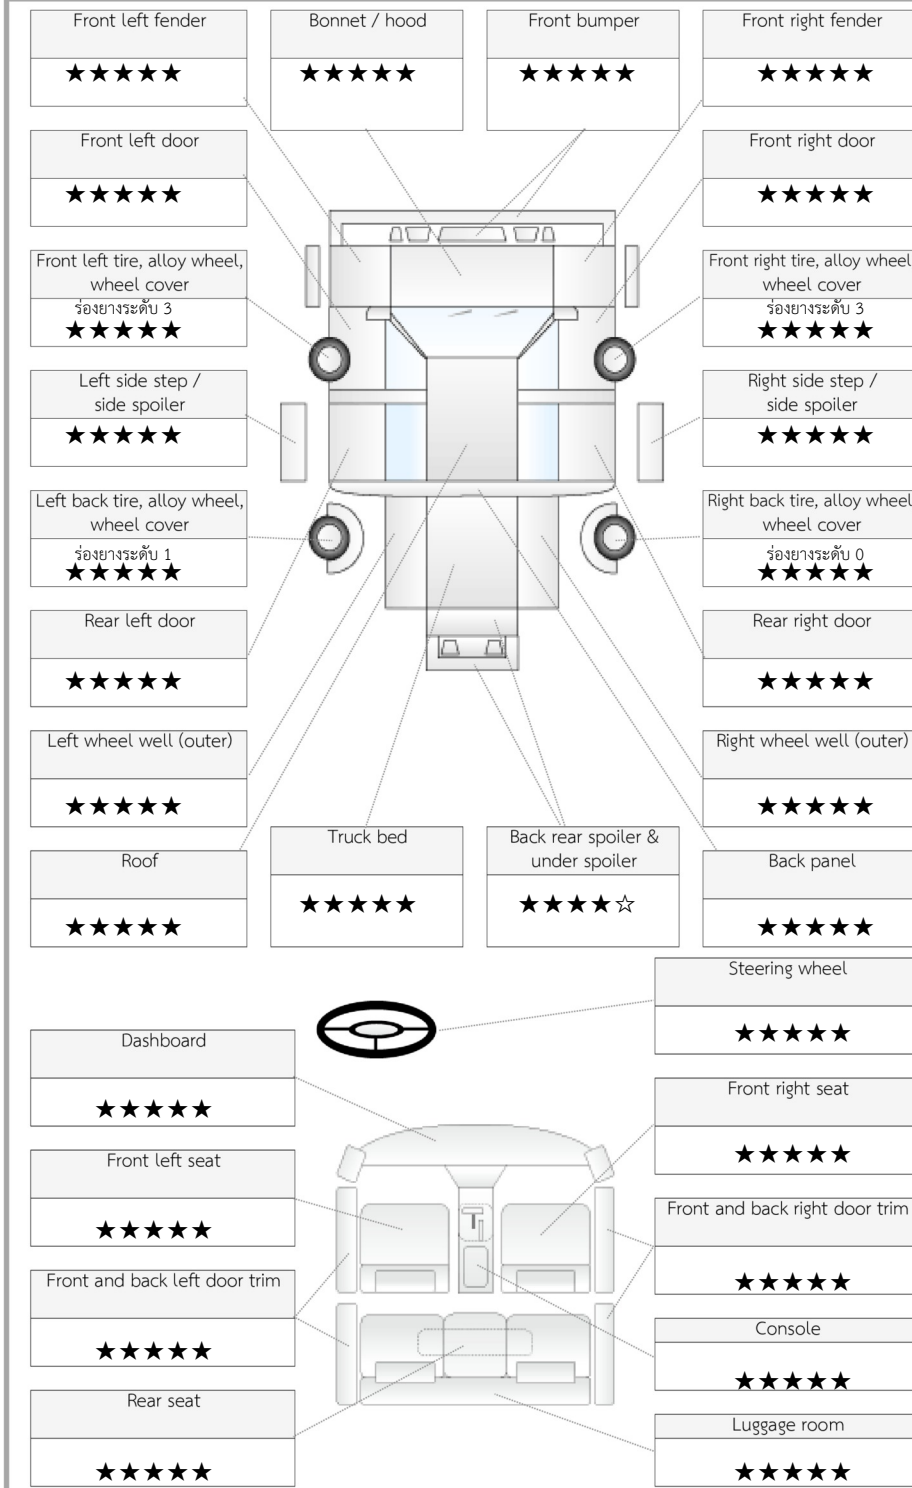 Front left fender
★★★★★
Bonnet / hood
★★★★★
Front bumper
★★★★★
Front right fender
★★★★★
Front left door
★★★★★
Front right door
★★★★★
Front left tire, alloy wheel,
wheel cover
ร่องยางระดับ 3
★★★★★
Front right tire, alloy wheel
wheel cover
ร่องยางระดับ 3
★★★★★
Left side step /
side spoiler
★★★★★
Right side step /
side spoiler
★★★★★
Left back tire, alloy wheel,
wheel cover
ร่องยางระดับ 1
★★★★★
Right back tire, alloy wheel
wheel cover
ร่องยางระดับ 0
★★★★★
Rear left door
★★★★★
Rear right door
★★★★★
Left wheel well (outer)
★★★★★
Right wheel well (outer)
★★★★★
Roof
★★★★★
Truck bed
★★★★★
Back rear spoiler &
under spoiler
★★★★☆
Back panel
★★★★★
Steering wheel
★★★★★
Dashboard
★★★★★
Front right seat
★★★★★
Front left seat
★★★★★
Front and back right door trim
★★★★★
Front and back left door trim
★★★★★
Console
★★★★★
Rear seat
★★★★★
Luggage room
★★★★★